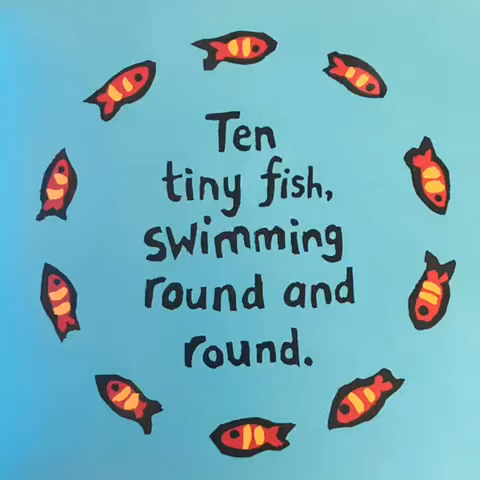 Ten
tiny fish,
swimming
round and
round.